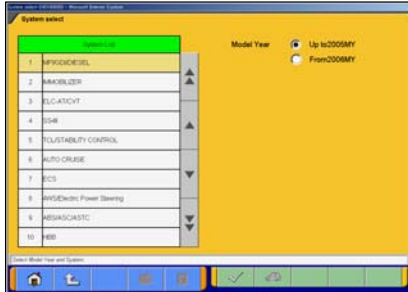 System select
System List
Model Year
Up to2005MY
From2006MY
1 MPI/GDI/DIESEL
2 IMMOBILIZER
3 ELC-AT/CVT
4 SS4II
5 TCL/STABILITY CONTROL
6 AUTO CRUISE
7 ECS
8 AWS/Electric Power Steering
9 ABS/ASC/ASTC
10 HBB
Select Model Year and System